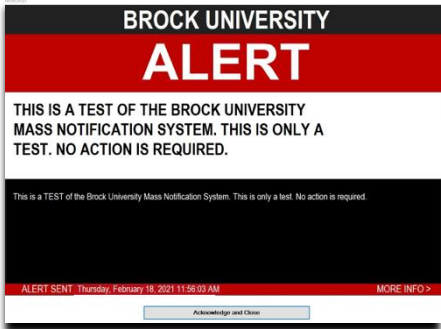 BROCK UNIVERSITY
ALERT
THIS IS A TEST OF THE BROCK UNIVERSITY
MASS NOTIFICATION SYSTEM. THIS IS ONLY A
TEST. NO ACTION IS REQUIRED.
This is a TEST of the Brock University Mass Notification System. This is only a test. No action is required.
ALERT SENT Thursday, February 18, 2021 11:56:03 AM MORE INFO >
Acknowledge and Close